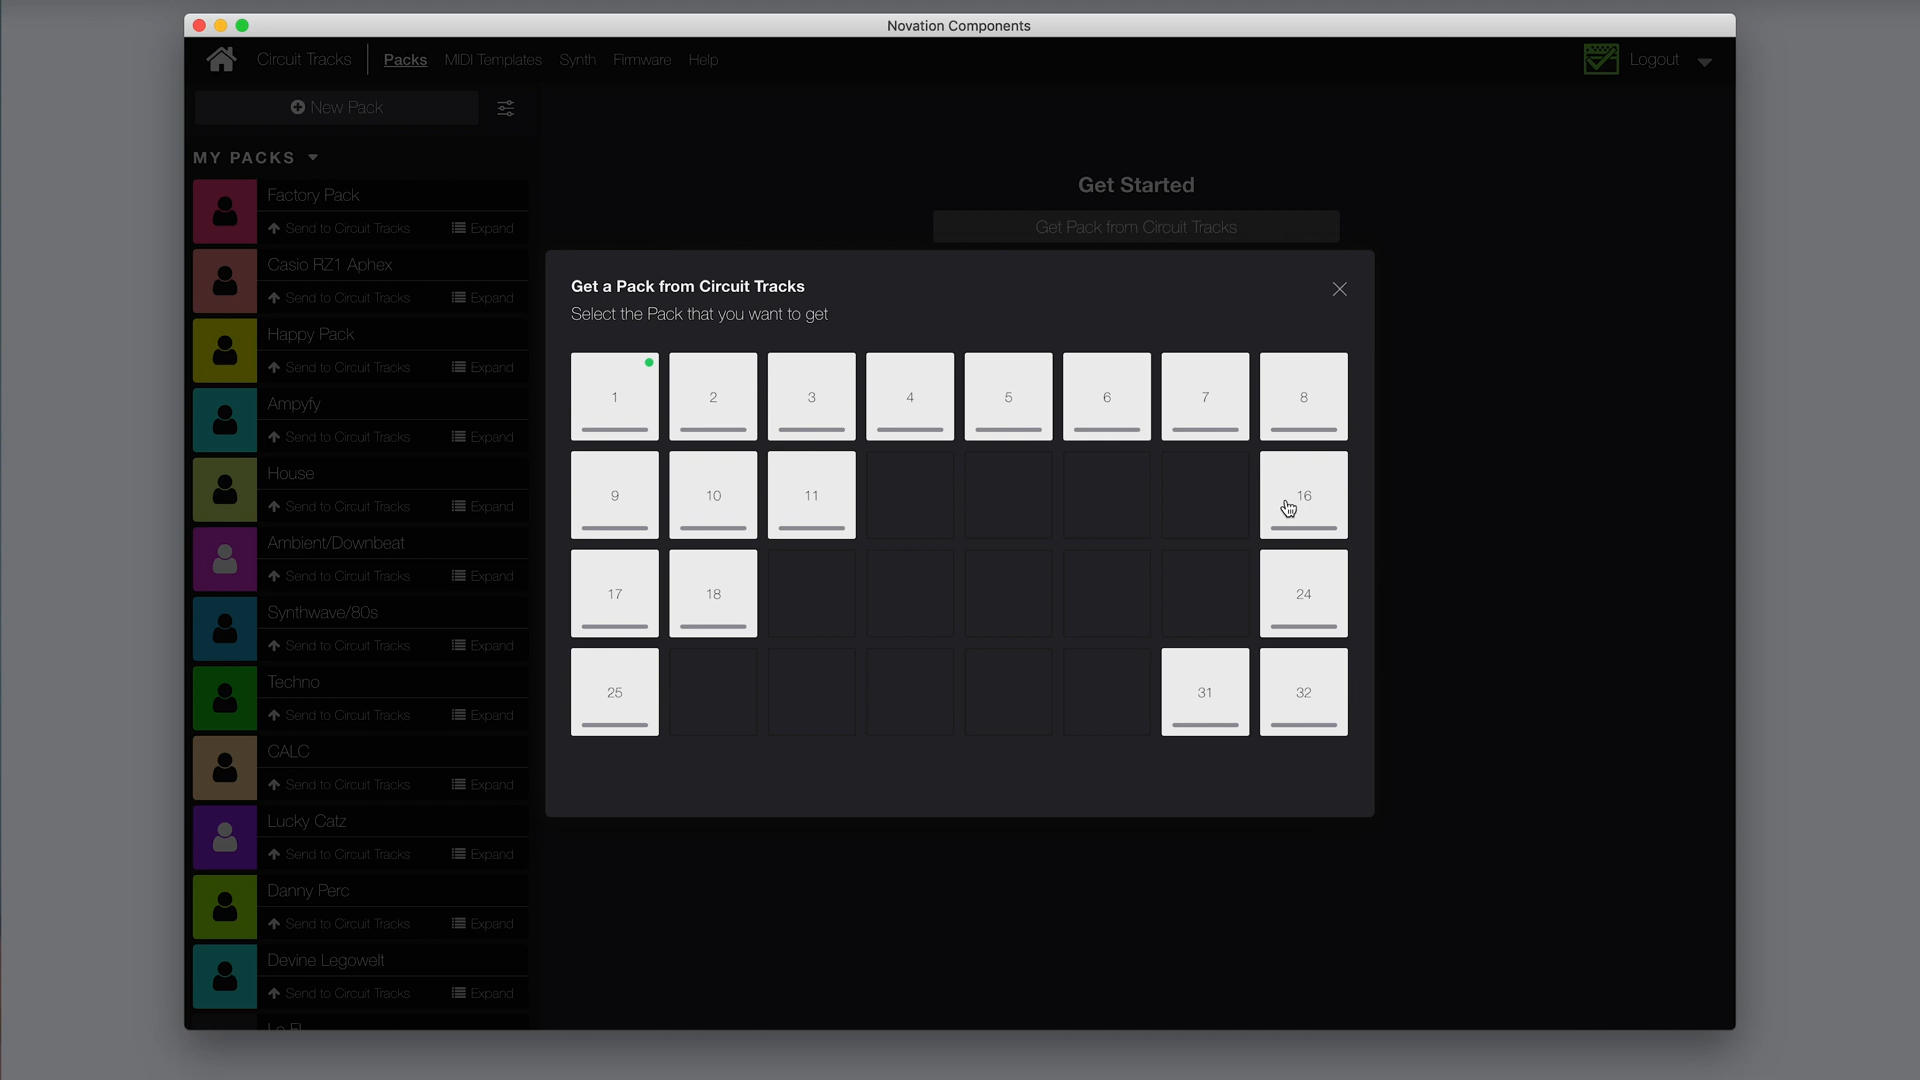 Novation Components
Circuit Tracks
Packs
MIDI Templates
Synth
Firmware
Help
Logout
New Pack
MY PACKS
Factory Pack
Send to Circuit Tracks
Expand
Casio RZ1 Aphex
Send to Circuit Tracks
Expand
Happy Pack
Send to Circuit Tracks
Expand
Ampyfy
Send to Circuit Tracks
Expand
House
Send to Circuit Tracks
Expand
Ambient/Downbeat
Send to Circuit Tracks
Expand
Synthwave/80s
Send to Circuit Tracks
Expand
Techno
Send to Circuit Tracks
Expand
CALC
Send to Circuit Tracks
Expand
Lucky Catz
Send to Circuit Tracks
Expand
Danny Perc
Send to Circuit Tracks
Expand
Devine Legowelt
Send to Circuit Tracks
Expand
Get Started
Get Pack from Circuit Tracks
Get a Pack from Circuit Tracks
Select the Pack that you want to get
1 2 3 4 5 6 7 8
9 10 11 16
17 18 24
25 31 32